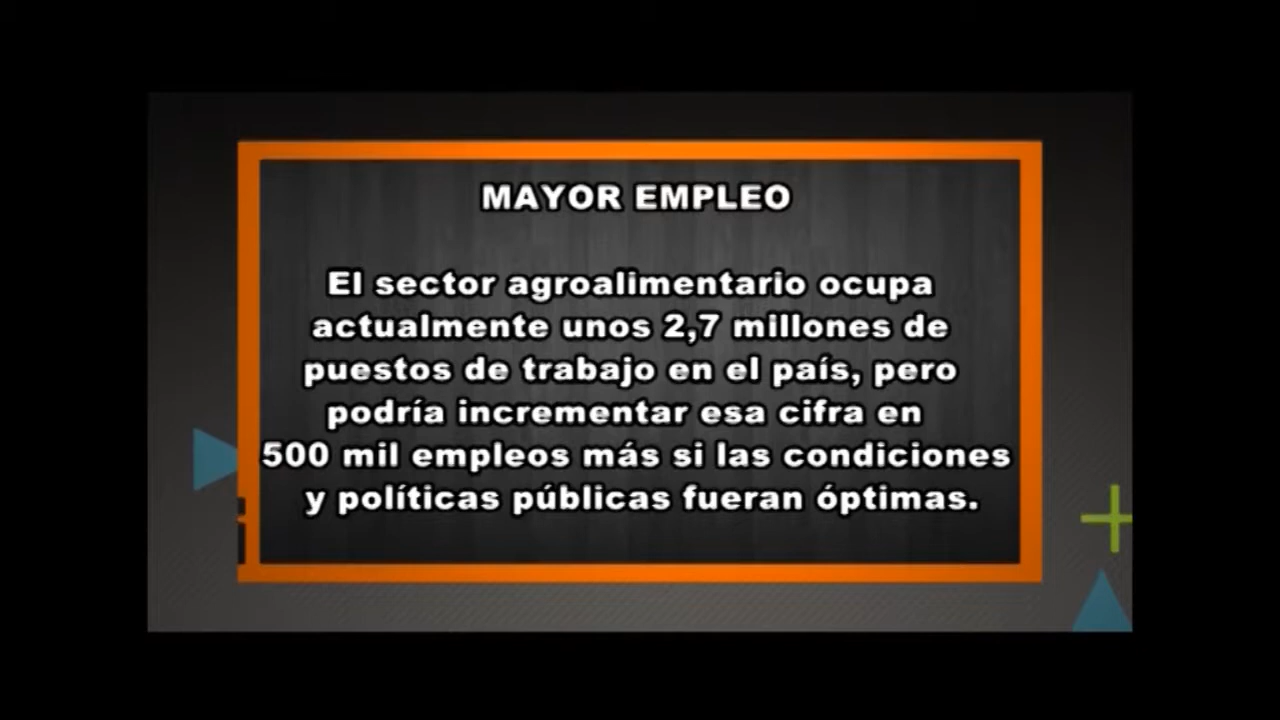 MAYOR EMPLEO
El sector agroalimentario ocupa
actualmente unos 2,7 millones de
puestos de trabajo en el país, pero
podría incrementar esa cifra en
500 mil empleos más si las condiciones
y políticas públicas fueran óptimas.